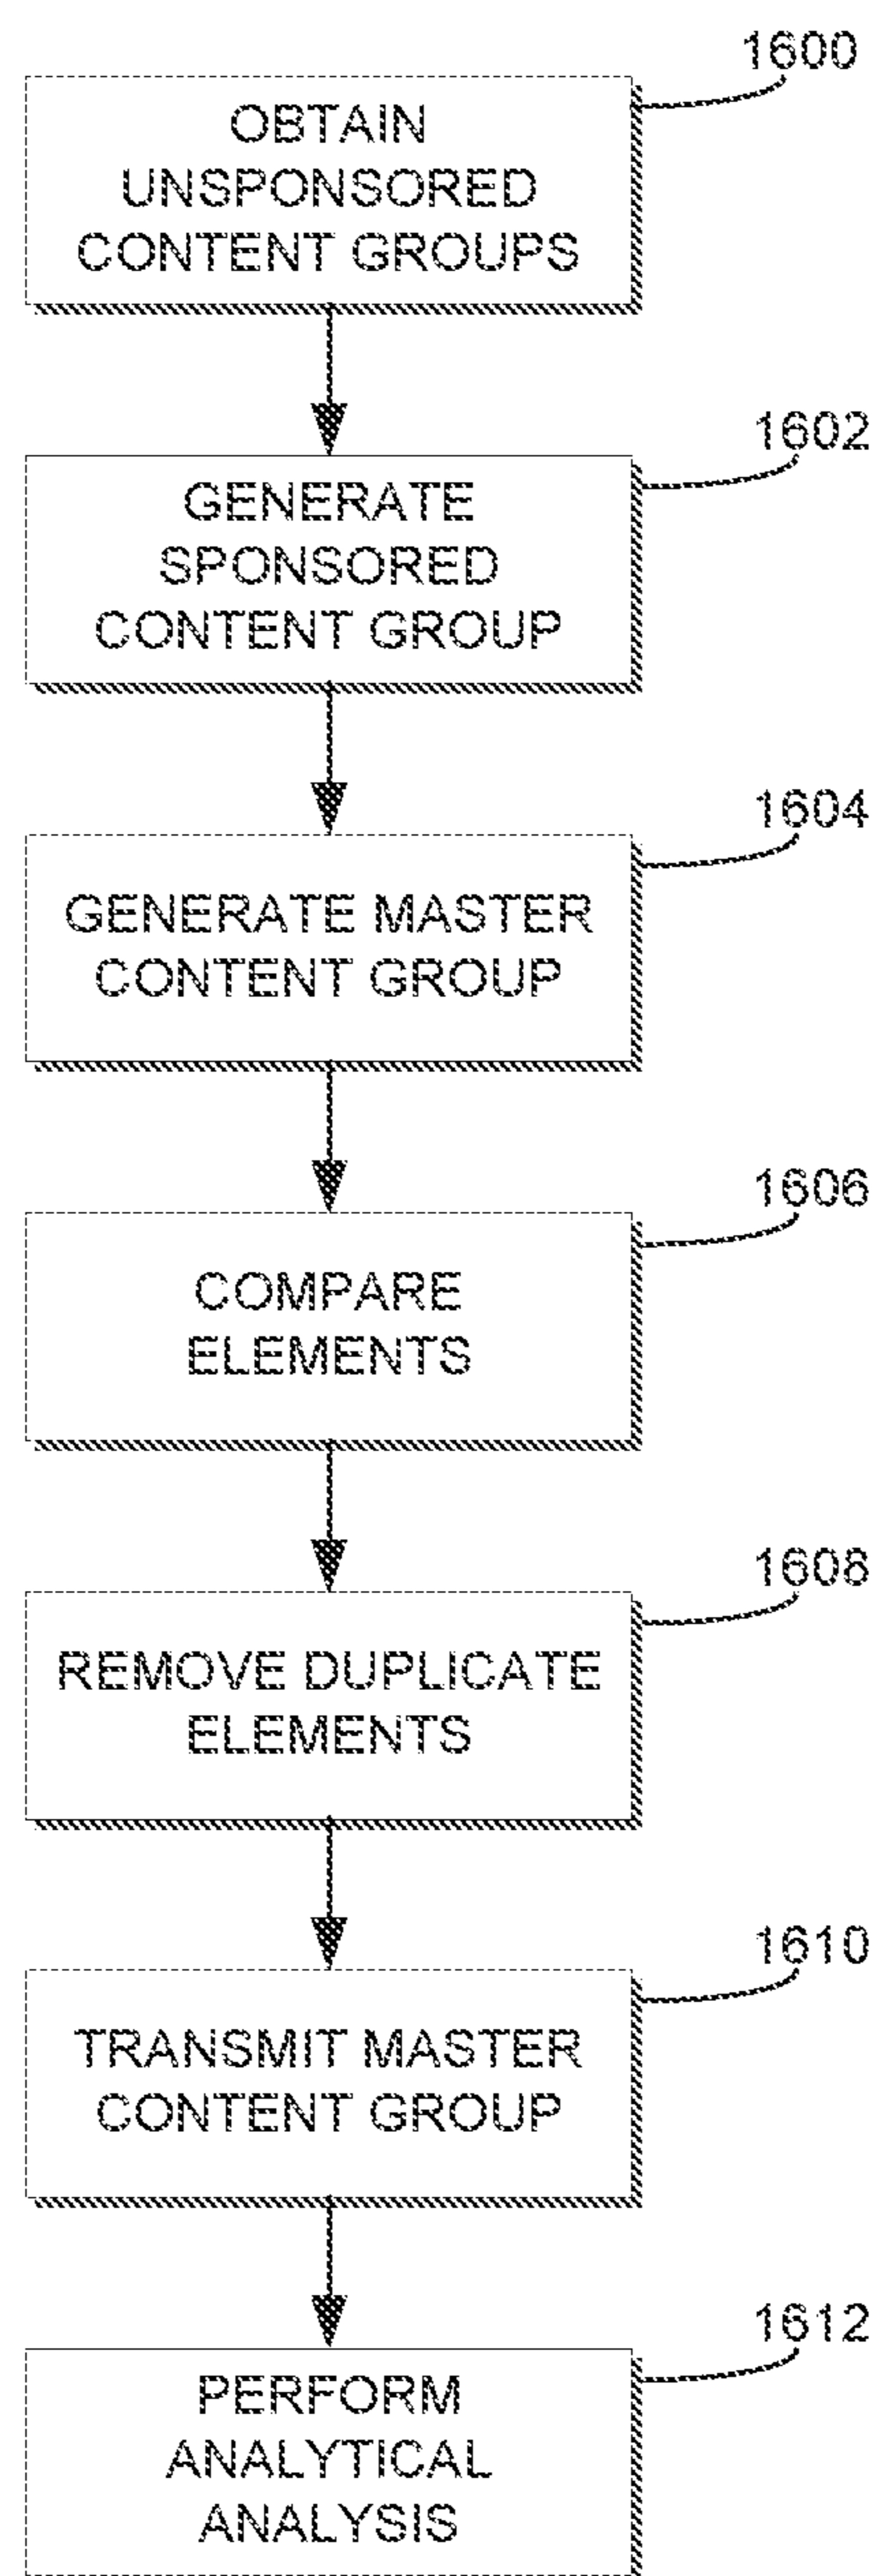 1600
OBTAIN
UNSPONSORED
CONTENT GROUPS
1602
GENERATE
SPONSORED
CONTENT GROUP
1604
GENERATE MASTER
CONTENT GROUP
1606
COMPARE
ELEMENTS
1608
REMOVE DUPLICATE
ELEMENTS
1610
TRANSMIT MASTER
CONTENT GROUP
1612
PERFORM
ANALYTICAL
ANALYSIS